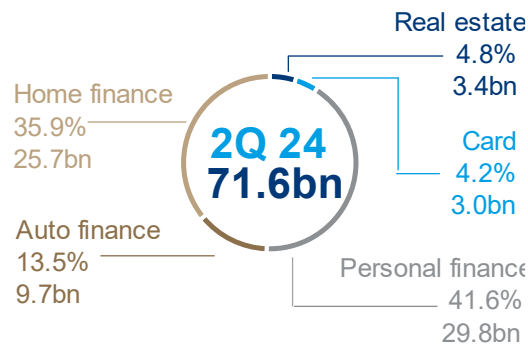 Real estate
4.8%
3.4bn
Home finance
35.9%
25.7bn
2Q 24
71.6bn
Card
4.2%
3.0bn
Auto finance
13.5%
9.7bn
Personal finance
41.6%
29.8bn